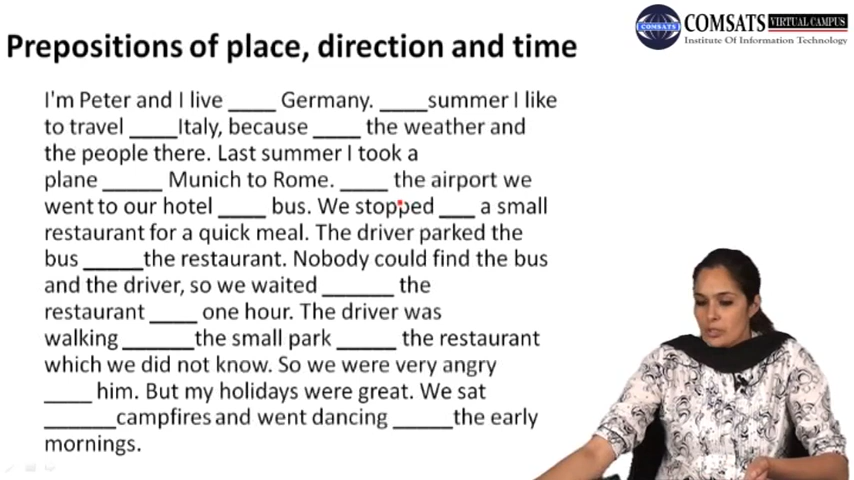 COMSATS VIRTUAL CAMPUS
Institute Of Information Technology
Prepositions of place, direction and time
I'm Peter and I live ____ Germany. ____summer I like
to travel ____Italy, because ____ the weather and
the people there. Last summer I took a
plane _____ Munich to Rome. ____ the airport we
went to our hotel ____ bus. We stopped ___ a small
restaurant for a quick meal. The driver parked the
bus _____the restaurant. Nobody could find the bus
and the driver, so we waited ______ the
restaurant ____ one hour. The driver was
walking ______the small park _____ the restaurant
which we did not know. So we were very angry
____ him. But my holidays were great. We sat
______campfires and went dancing _____the early
mornings.